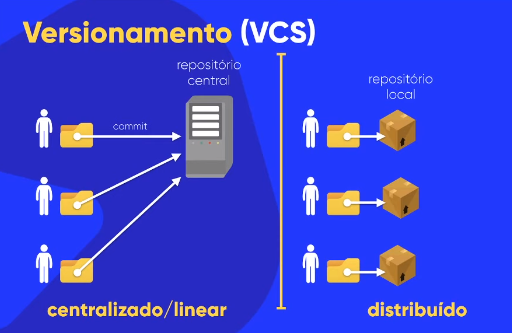 Versionamento (VCS)
repositório
central
commit
repositório
local
centralizado/linear
distribuído